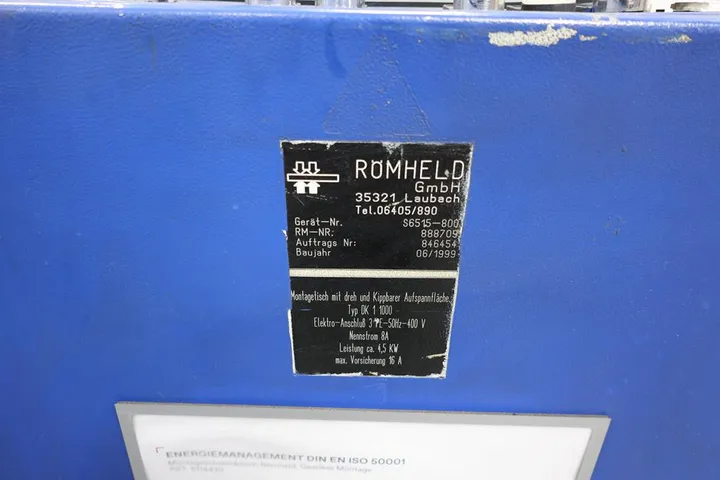 RÖMHELD
GmbH
35321 Laubach
Tel.06405/890
Gerät-Nr. S6515-800
RM-NR: 888709
Auftrags Nr: 846454
Baujahr 06/1999
Montagetisch mit dreh und Kippbarer Aufspannfläche.
Typ DK 1 1000
Elektro-Anschluß 3 PE-50Hz-400 V
Nennstrom 8A
Leistung ca. 4,5 KW
max. Vorsicherung 16 A
ENERGIEMANAGEMENT DIN EN ISO 50001